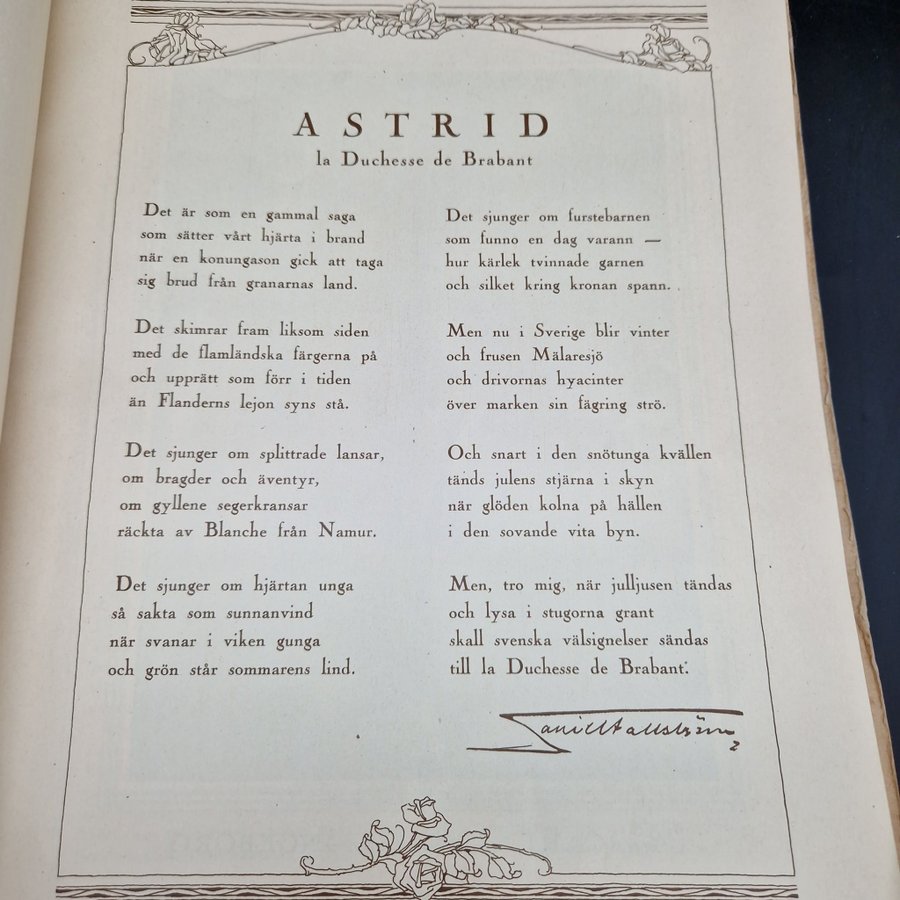 ASTRID
la Duchesse de Brabant
Det är som en gammal saga
som sätter vårt hjärta i brand
når en konungason gick att taga
sig brud från granarnas land.
Det skimrar fram liksom siden
med de flamländska färgerna på
och upprätt som förr i tiden
än Flanderns lejon syns stå.
Det sjunger om splittrade lansar,
om bragder och äventyr,
om gyllene segerkransar
räckta av Blanche från Namur.
Det sjunger om hjärtan unga
så sakta som sunnanvind
når svanar i viken gunga
och grön står sommarens lind.
Det sjunger om furstebarnen
som funno en dag varann —
hur kärlek tvinnade garnen
och silket kring kronan spann.
Men nu i Sverige blir vinter
och frusen Mälaresjö
och drivornas hyacinter
över marken sin fägring strö.
Och snart i den snötunga kvällen
tänds julens stjärna i skyn
når glöden kolna på hällen
i den sovande vita byn.
Men, tro mig, när julljusen tändas
och lysa i stugorna grant
skall svenska välsignelser sändas
till la Duchesse de Brabant.